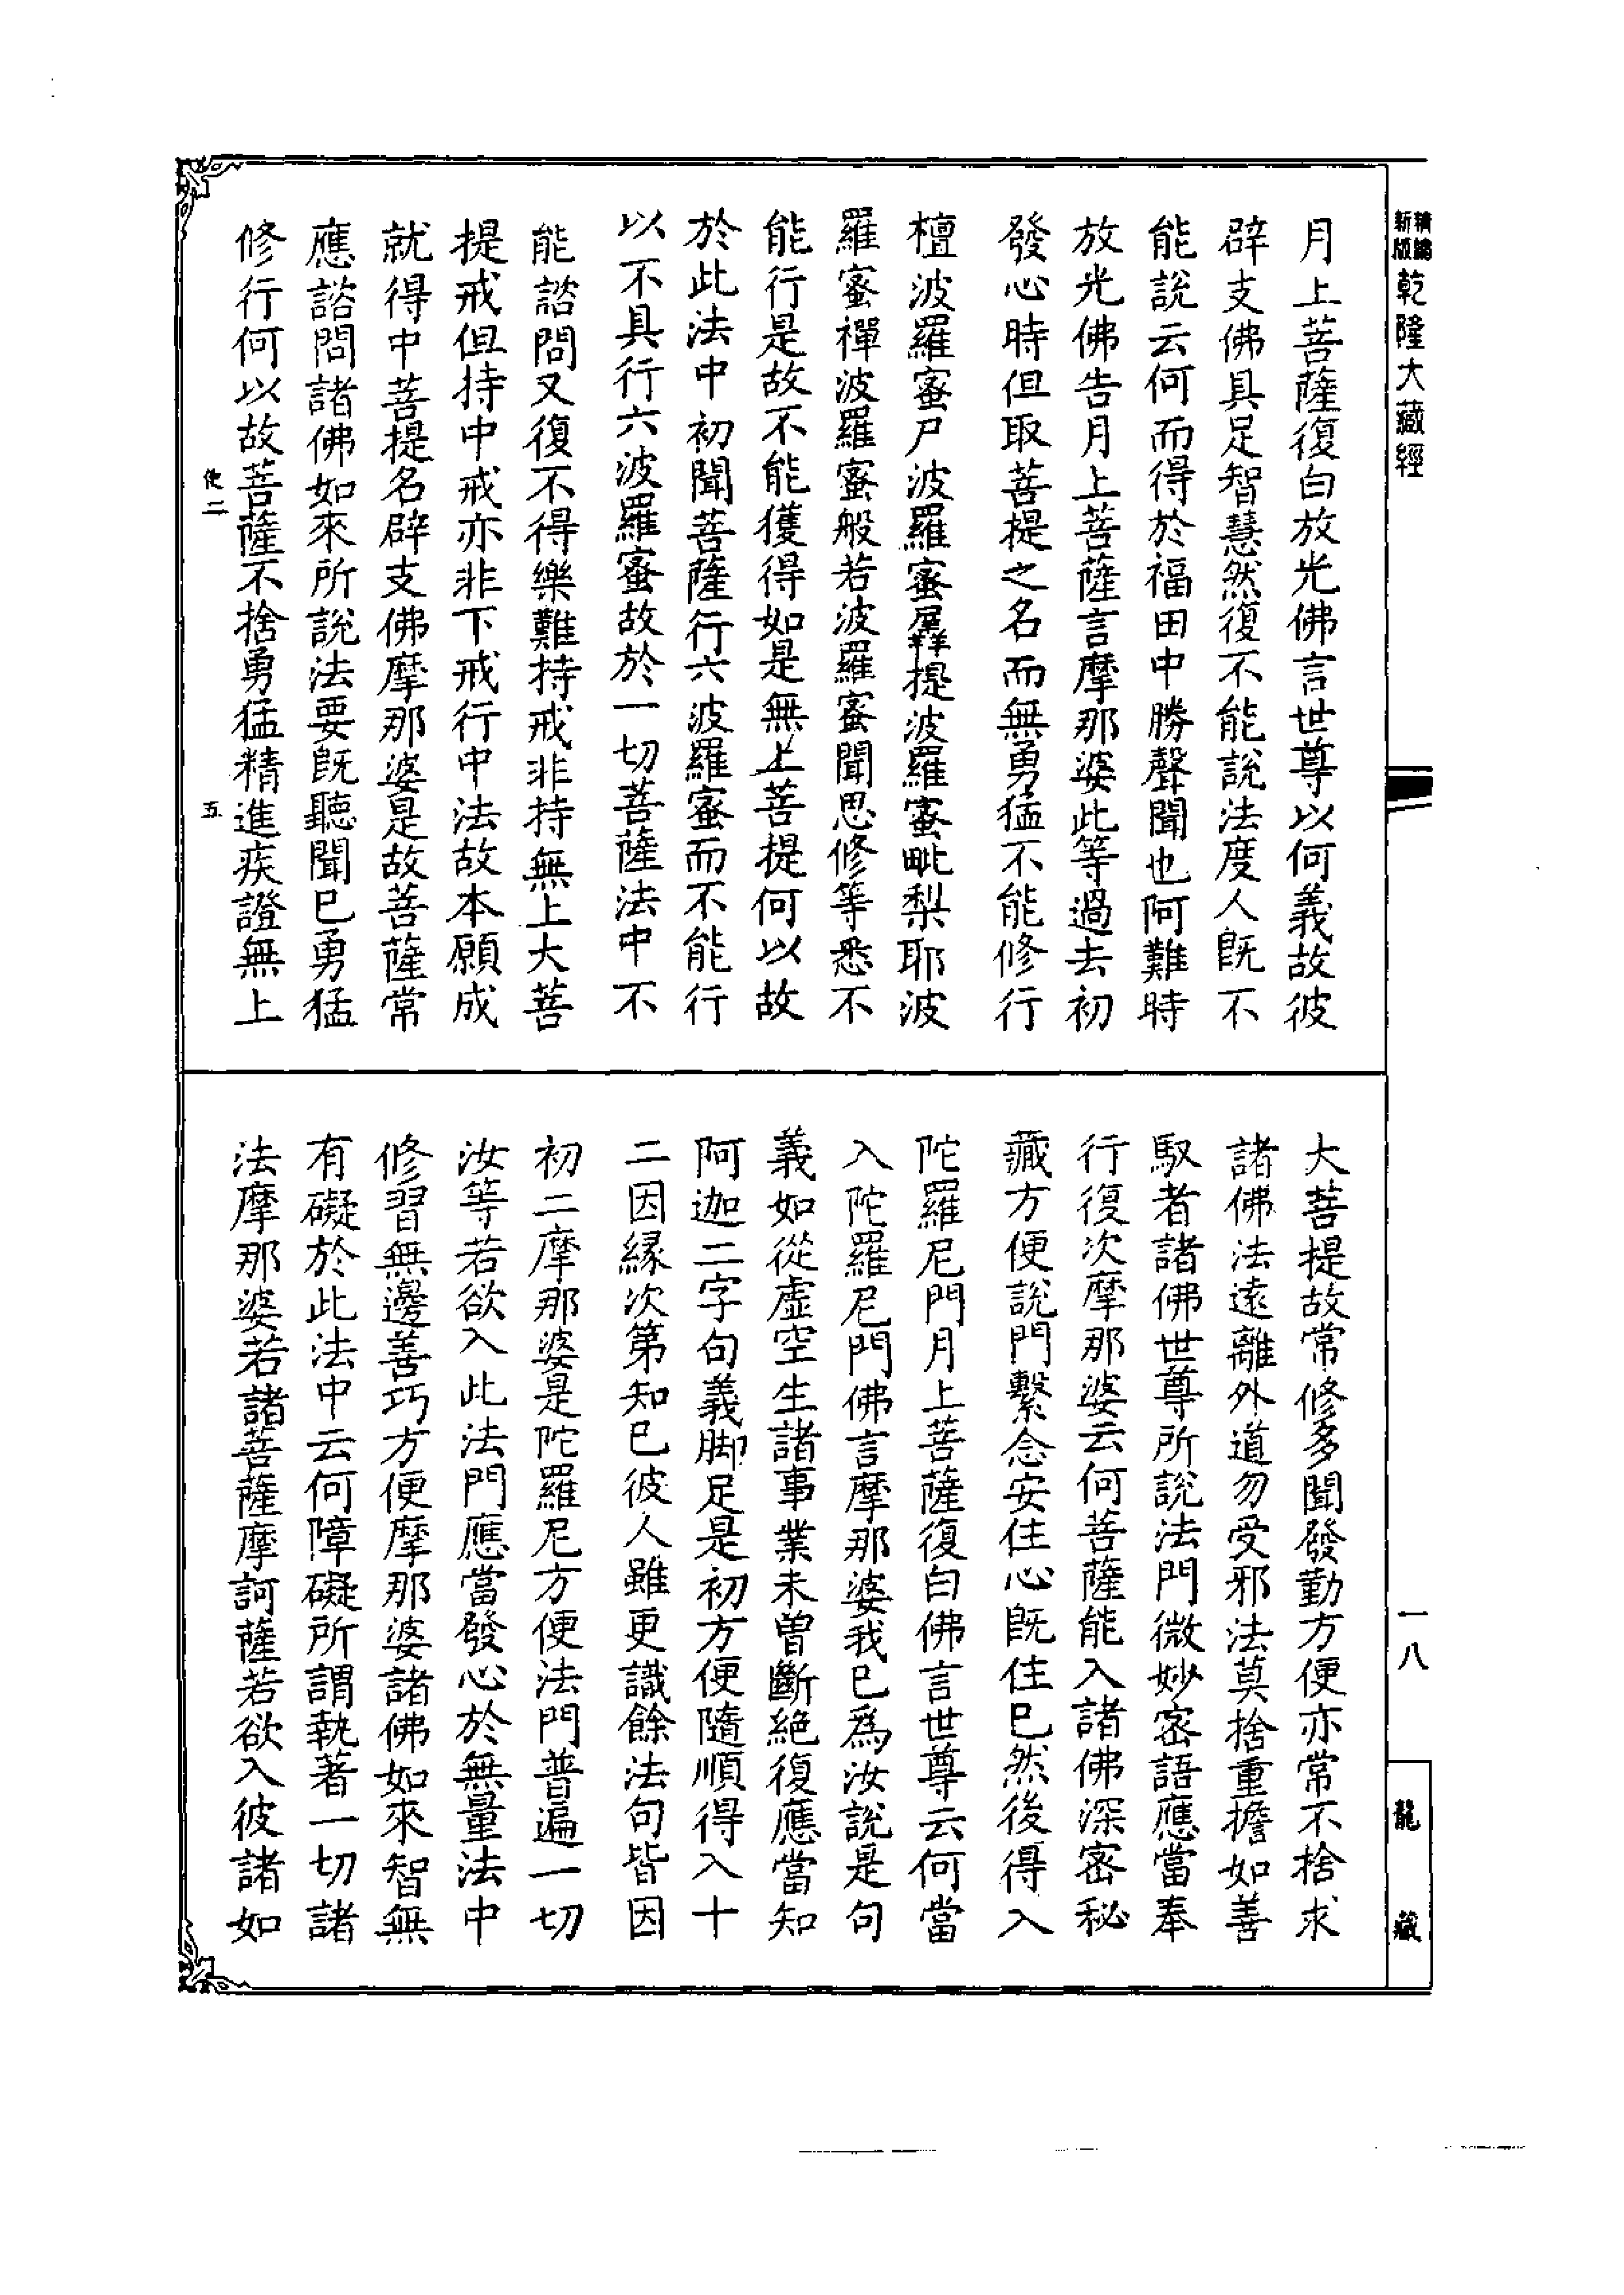 新版精編乾隆大藏經
月上菩薩復白放光佛言世尊以何義故彼
辟支佛具足智慧然復不能說法度人既不
能說云何而得於福田中勝聲聞也阿難時
放光佛告月上菩薩言摩那婆此等過去初
發心時但取菩提之名而無勇猛不能修行
檀波羅蜜尸波羅蜜羼提波羅蜜毗梨耶波
羅蜜禪波羅蜜般若波羅蜜聞思修等悉不
能行是故不能獲得如是無上菩提何以故
於此法中初聞菩薩行六波羅蜜而不能行
以不具行六波羅蜜故於一切菩薩法中不
能諮問又復不得樂難持戒非持無上大菩
提戒但持中戒亦非下戒行中法故本願成
就得中菩提名辟支佛摩那婆是故菩薩常
應諮問諸佛如來所說法要既聽聞已勇猛
修行何以故菩薩不捨勇猛精進疾證無上
使二 五
大菩提故常修多聞發勤方便亦常不捨求
諸佛法遠離外道勿受邪法莫捨重擔如善
馭者諸佛世尊所說法門微妙密語應當奉
行復次摩那婆云何菩薩能入諸佛深密秘
藏方便說門繫念安住心既住已然後得入
陀羅尼門月上菩薩復白佛言世尊云何當
入陀羅尼門佛言摩那婆我已為汝說是句
義如從虛空生諸事業未曾斷絕復應當知
阿迦二字句義脚足是初方便隨順得入十
二因緣次第知已彼人雖更識餘法句皆因
初二摩那婆是陀羅尼方便法門普遍一切
汝等若欲入此法門應當發心於無量法中
修習無邊善巧方便摩那婆諸佛如來智無
有礙於此法中云何障礙所謂執著一切諸
法摩那婆若諸菩薩摩訶薩若欲入彼諸如
一八
龍藏